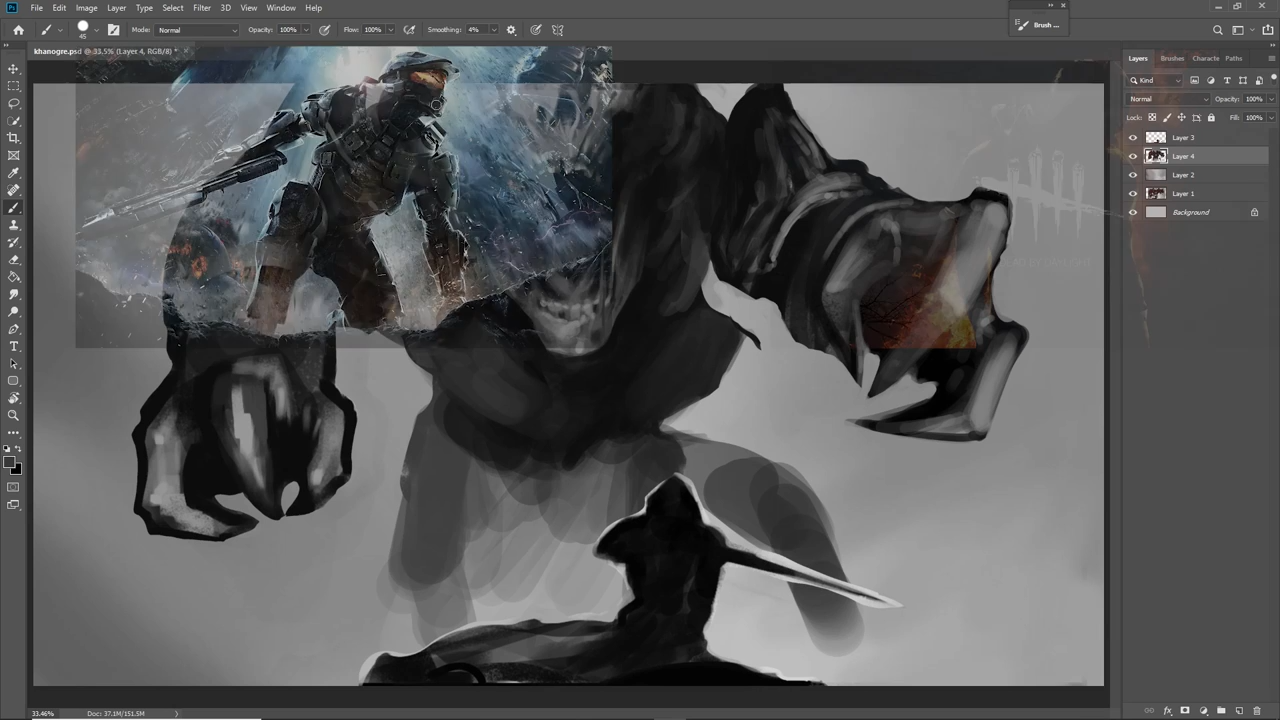 File Edit Image Layer Type Select Filter 3D View Window Help
Brush ...
45 Mode: Normal Opacity: 100% Flow: 100% Smoothing: 4%
khanogre.psd @ 33.5% (Layer 4, RGB/8) *
Layers Brushes Characte Paths
Kind
Normal Opacity: 100%
Lock: Fill: 100%
Layer 3
Layer 4
Layer 2
Layer 1
Background
33.46% Doc: 37.1M/151.5M